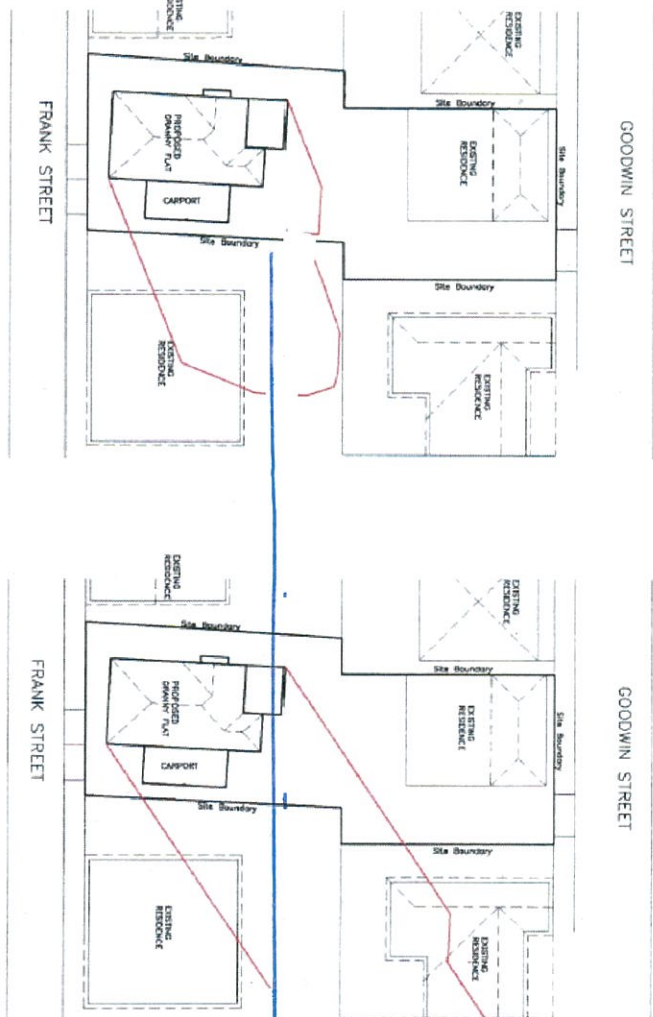 STING
IDENCE
EXISTING
RESIDENCE
Site Boundary
Site Boundary
Site Boundary
FRANK STREET
PROPOSED
GRANNY FLAT
CARPORT
EXISTING
RESIDENCE
GOODWIN STREET
Site Boundary
Site Boundary
EXISTING
RESIDENCE
EXISTING
RESIDENCE
EXISTING
RESIDENCE
EXISTING
RESIDENCE
Site Boundary
Site Boundary
Site Boundary
FRANK STREET
PROPOSED
GRANNY FLAT
CARPORT
EXISTING
RESIDENCE
GOODWIN STREET
Site Boundary
Site Boundary
EXISTING
RESIDENCE
EXISTING
RESIDENCE